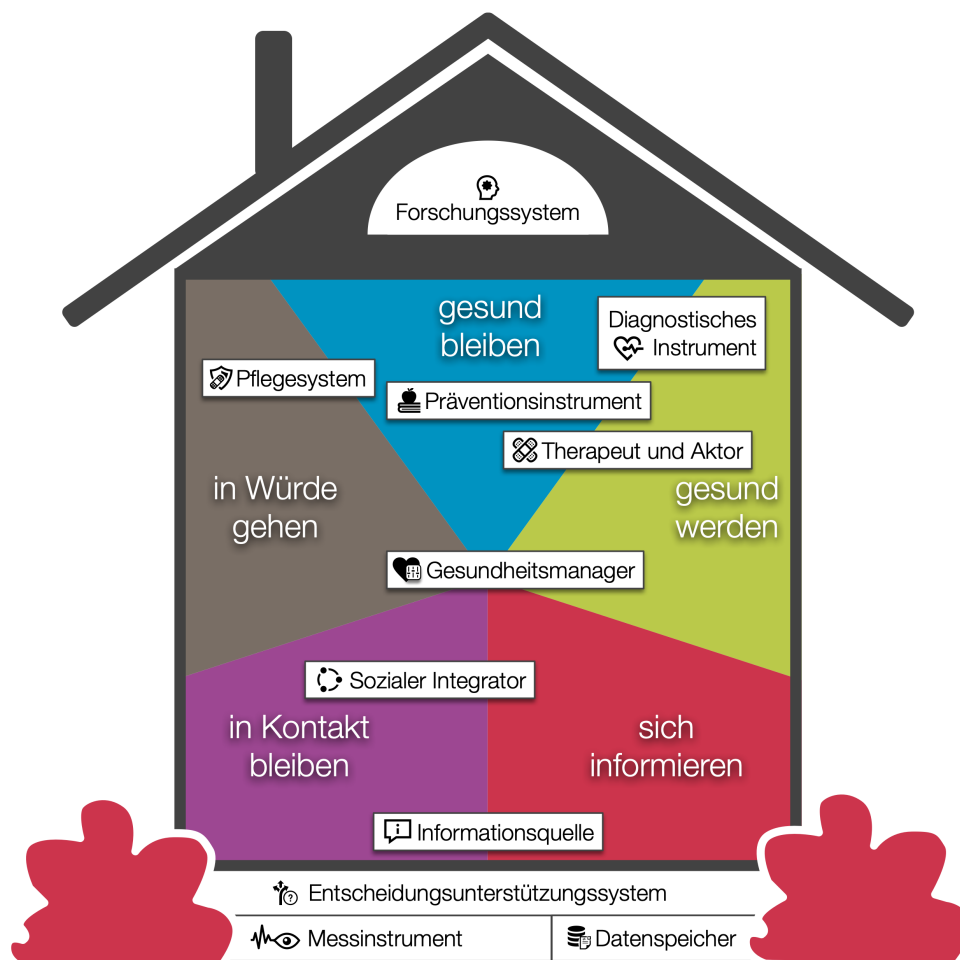 Forschungssystem
gesund
bleiben
Diagnostisches
Instrument
Pflegesystem
Präventionsinstrument
Therapeut und Aktor
in Würde
gehen
gesund
werden
Gesundheitsmanager
Sozialer Integrator
in Kontakt
bleiben
sich
informieren
Informationsquelle
Entscheidungsunterstützungssystem
Messinstrument
Datenspeicher